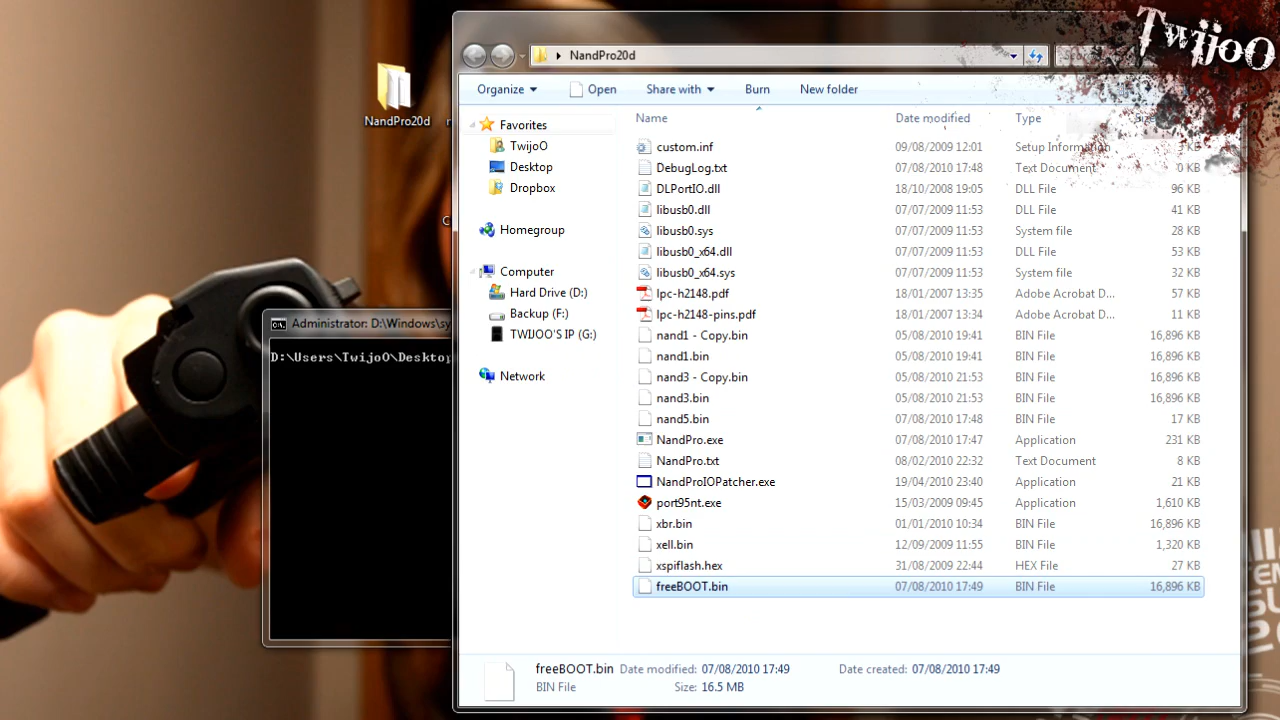 TwijoO
NandPro20d
NandPro20d
Organize
Open
Share with
Burn
New folder
Name
Date modified
Type
Favorites
TwijoO
Desktop
Dropbox
Homegroup
Computer
Hard Drive (D:)
Backup (F:)
TWIJOO'S IP (G:)
Network
custom.inf 09/08/2009 12:01 Setup Information 3 KB
DebugLog.txt 07/08/2010 17:48 Text Document 0 KB
DLPortIO.dll 18/10/2008 19:05 DLL File 96 KB
libusb0.dll 07/07/2009 11:53 DLL File 41 KB
libusb0.sys 07/07/2009 11:53 System file 28 KB
libusb0_x64.dll 07/07/2009 11:53 DLL File 53 KB
libusb0_x64.sys 07/07/2009 11:53 System file 32 KB
lpc-h2148.pdf 18/01/2007 13:35 Adobe Acrobat D... 57 KB
lpc-h2148-pins.pdf 18/01/2007 13:34 Adobe Acrobat D... 11 KB
nand1 - Copy.bin 05/08/2010 19:41 BIN File 16,896 KB
nand1.bin 05/08/2010 19:41 BIN File 16,896 KB
nand3 - Copy.bin 05/08/2010 21:53 BIN File 16,896 KB
nand3.bin 05/08/2010 21:53 BIN File 16,896 KB
nand5.bin 07/08/2010 17:48 BIN File 17 KB
NandPro.exe 07/08/2010 17:47 Application 231 KB
NandPro.txt 08/02/2010 22:32 Text Document 8 KB
NandProIOPatcher.exe 19/04/2010 23:40 Application 21 KB
port95nt.exe 15/03/2009 09:45 Application 1,610 KB
xbr.bin 01/01/2010 10:34 BIN File 16,896 KB
xell.bin 12/09/2009 11:55 BIN File 1,320 KB
xspiflash.hex 31/08/2009 22:44 HEX File 27 KB
freeBOOT.bin 07/08/2010 17:49 BIN File 16,896 KB
freeBOOT.bin Date modified: 07/08/2010 17:49 Date created: 07/08/2010 17:49
BIN File Size: 16.5 MB
Administrator: D:\Windows\sy
D:\Users\TwijoO\Desktop